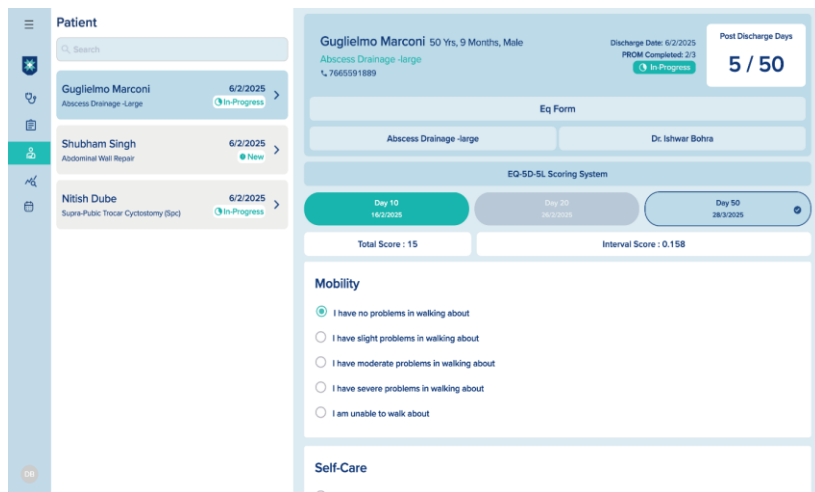 Patient
Search
Guglielmo Marconi
6/2/2025
Abscess Drainage -Large
In-Progress
Shubham Singh
6/2/2025
Abdominal Wall Repair
New
Nitish Dube
6/2/2025
Supra-Pubic Trocar Cyctostomy (Spc)
In-Progress
DB
Guglielmo Marconi 50 Yrs, 9 Months, Male
Abscess Drainage -large
7665591889
Discharge Date: 6/2/2025
PROM Completed: 2/3
In-Progress
Post Discharge Days
5 / 50
Eq Form
Abscess Drainage -large
Dr. Ishwar Bohra
EQ-5D-5L Scoring System
Day 10
16/2/2025
Day 20
26/2/2025
Day 50
28/3/2025
Total Score : 15
Interval Score : 0.158
Mobility
I have no problems in walking about
I have slight problems in walking about
I have moderate problems in walking about
I have severe problems in walking about
I am unable to walk about
Self-Care